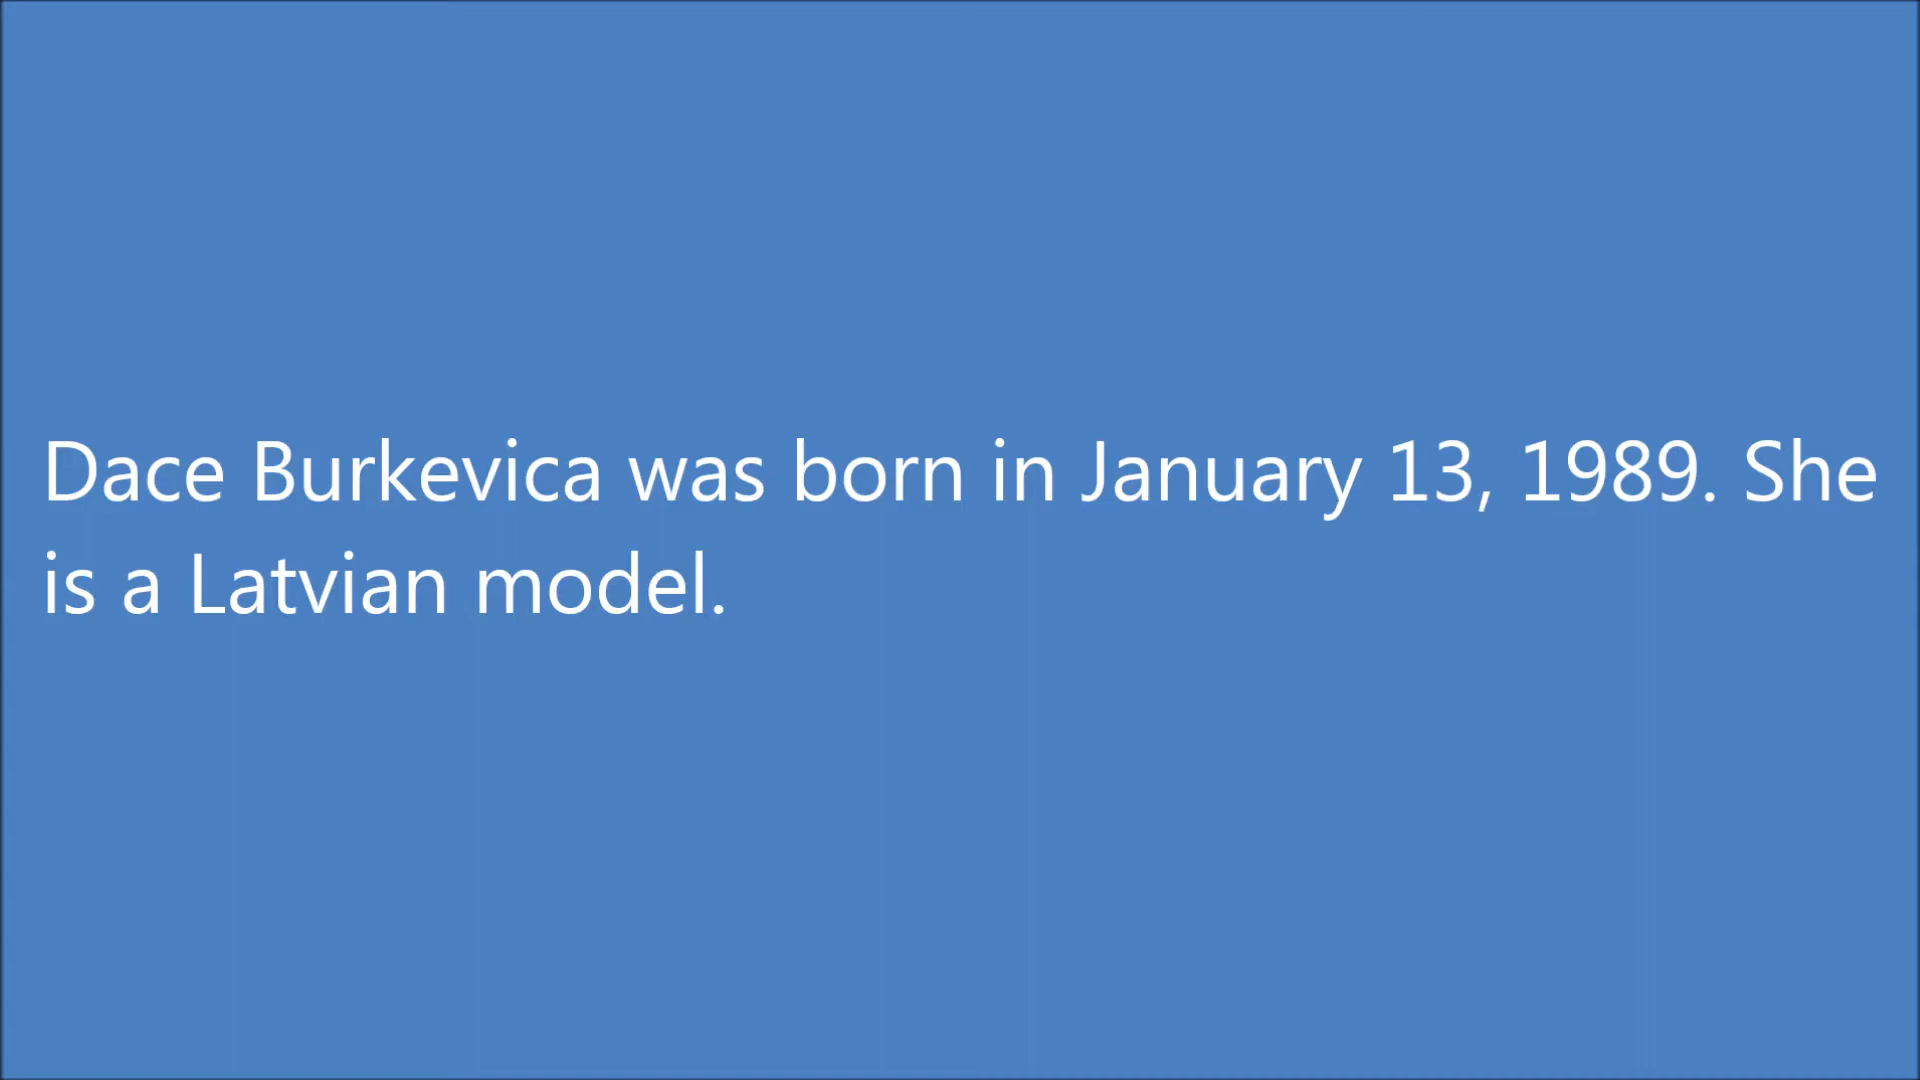 Dace Burkevica was born in January 13, 1989. She
is a Latvian model.